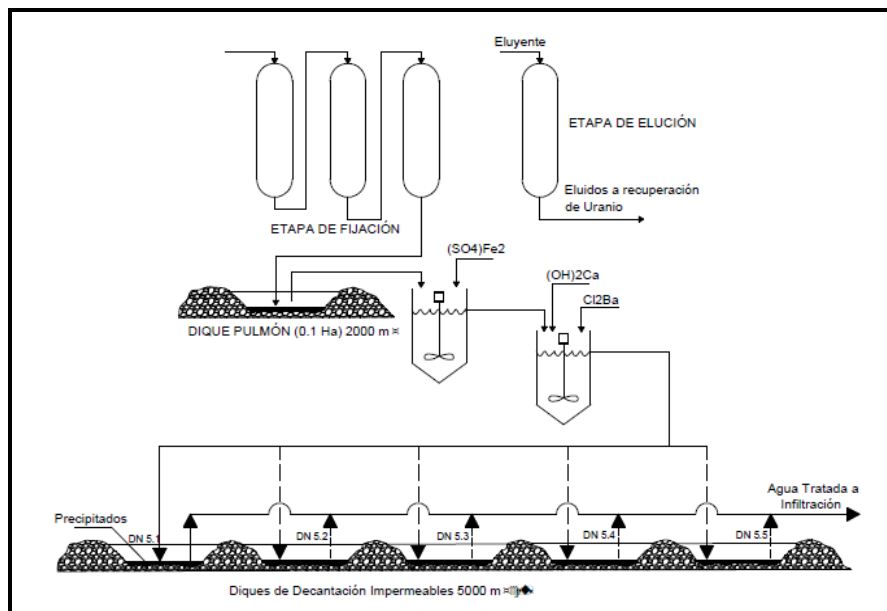 Eluyente
ETAPA DE ELUCIÓN
Eluidos a recuperación
de Uranio
ETAPA DE FIJACIÓN
(SO4)Fe2
(OH)2Ca
Cl2Ba
DIQUE PULMÓN (0.1 Ha) 2000 m
Agua Tratada a
Infiltración
Precipitados
DN 5.1
DN 5.2
DN 5.3
DN 5.4
DN 5.5
Diques de Decantación Impermeables 5000 m